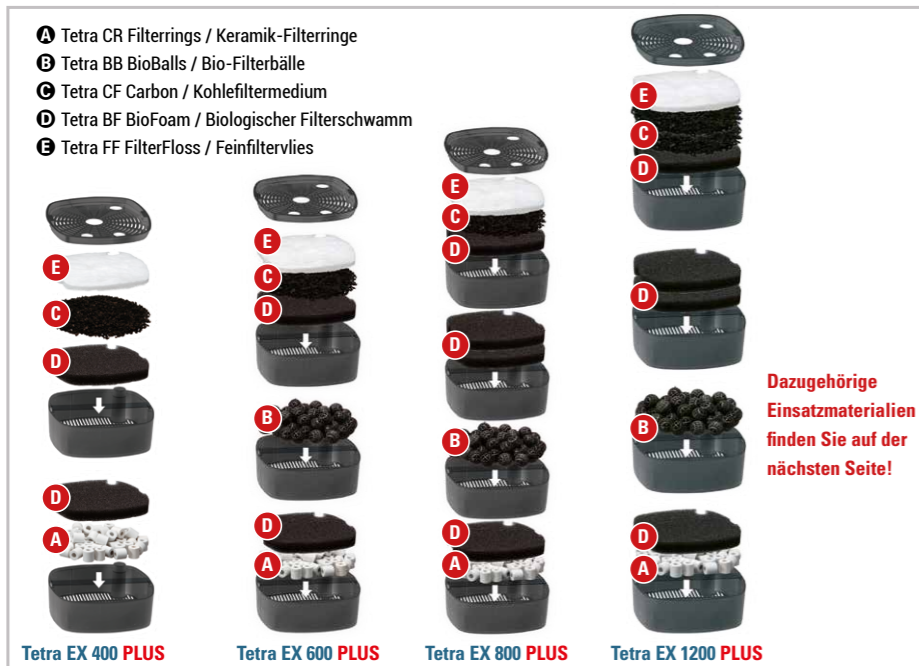 A Tetra CR Filterrings / Keramik-Filterringe
B Tetra BB BioBalls / Bio-Filterbälle
C Tetra CF Carbon / Kohlefiltermedium
D Tetra BF BioFoam / Biologischer Filterschwamm
E Tetra FF FilterFloss / Feinfiltervlies
E
C
D
D
A
Tetra EX 400 PLUS
E
C
D
B
D
A
Tetra EX 600 PLUS
E
C
D
D
B
D
A
Tetra EX 800 PLUS
E
C
D
D
B
D
A
Tetra EX 1200 PLUS
Dazugehörige
Einsatzmaterialien
finden Sie auf der
nächsten Seite!